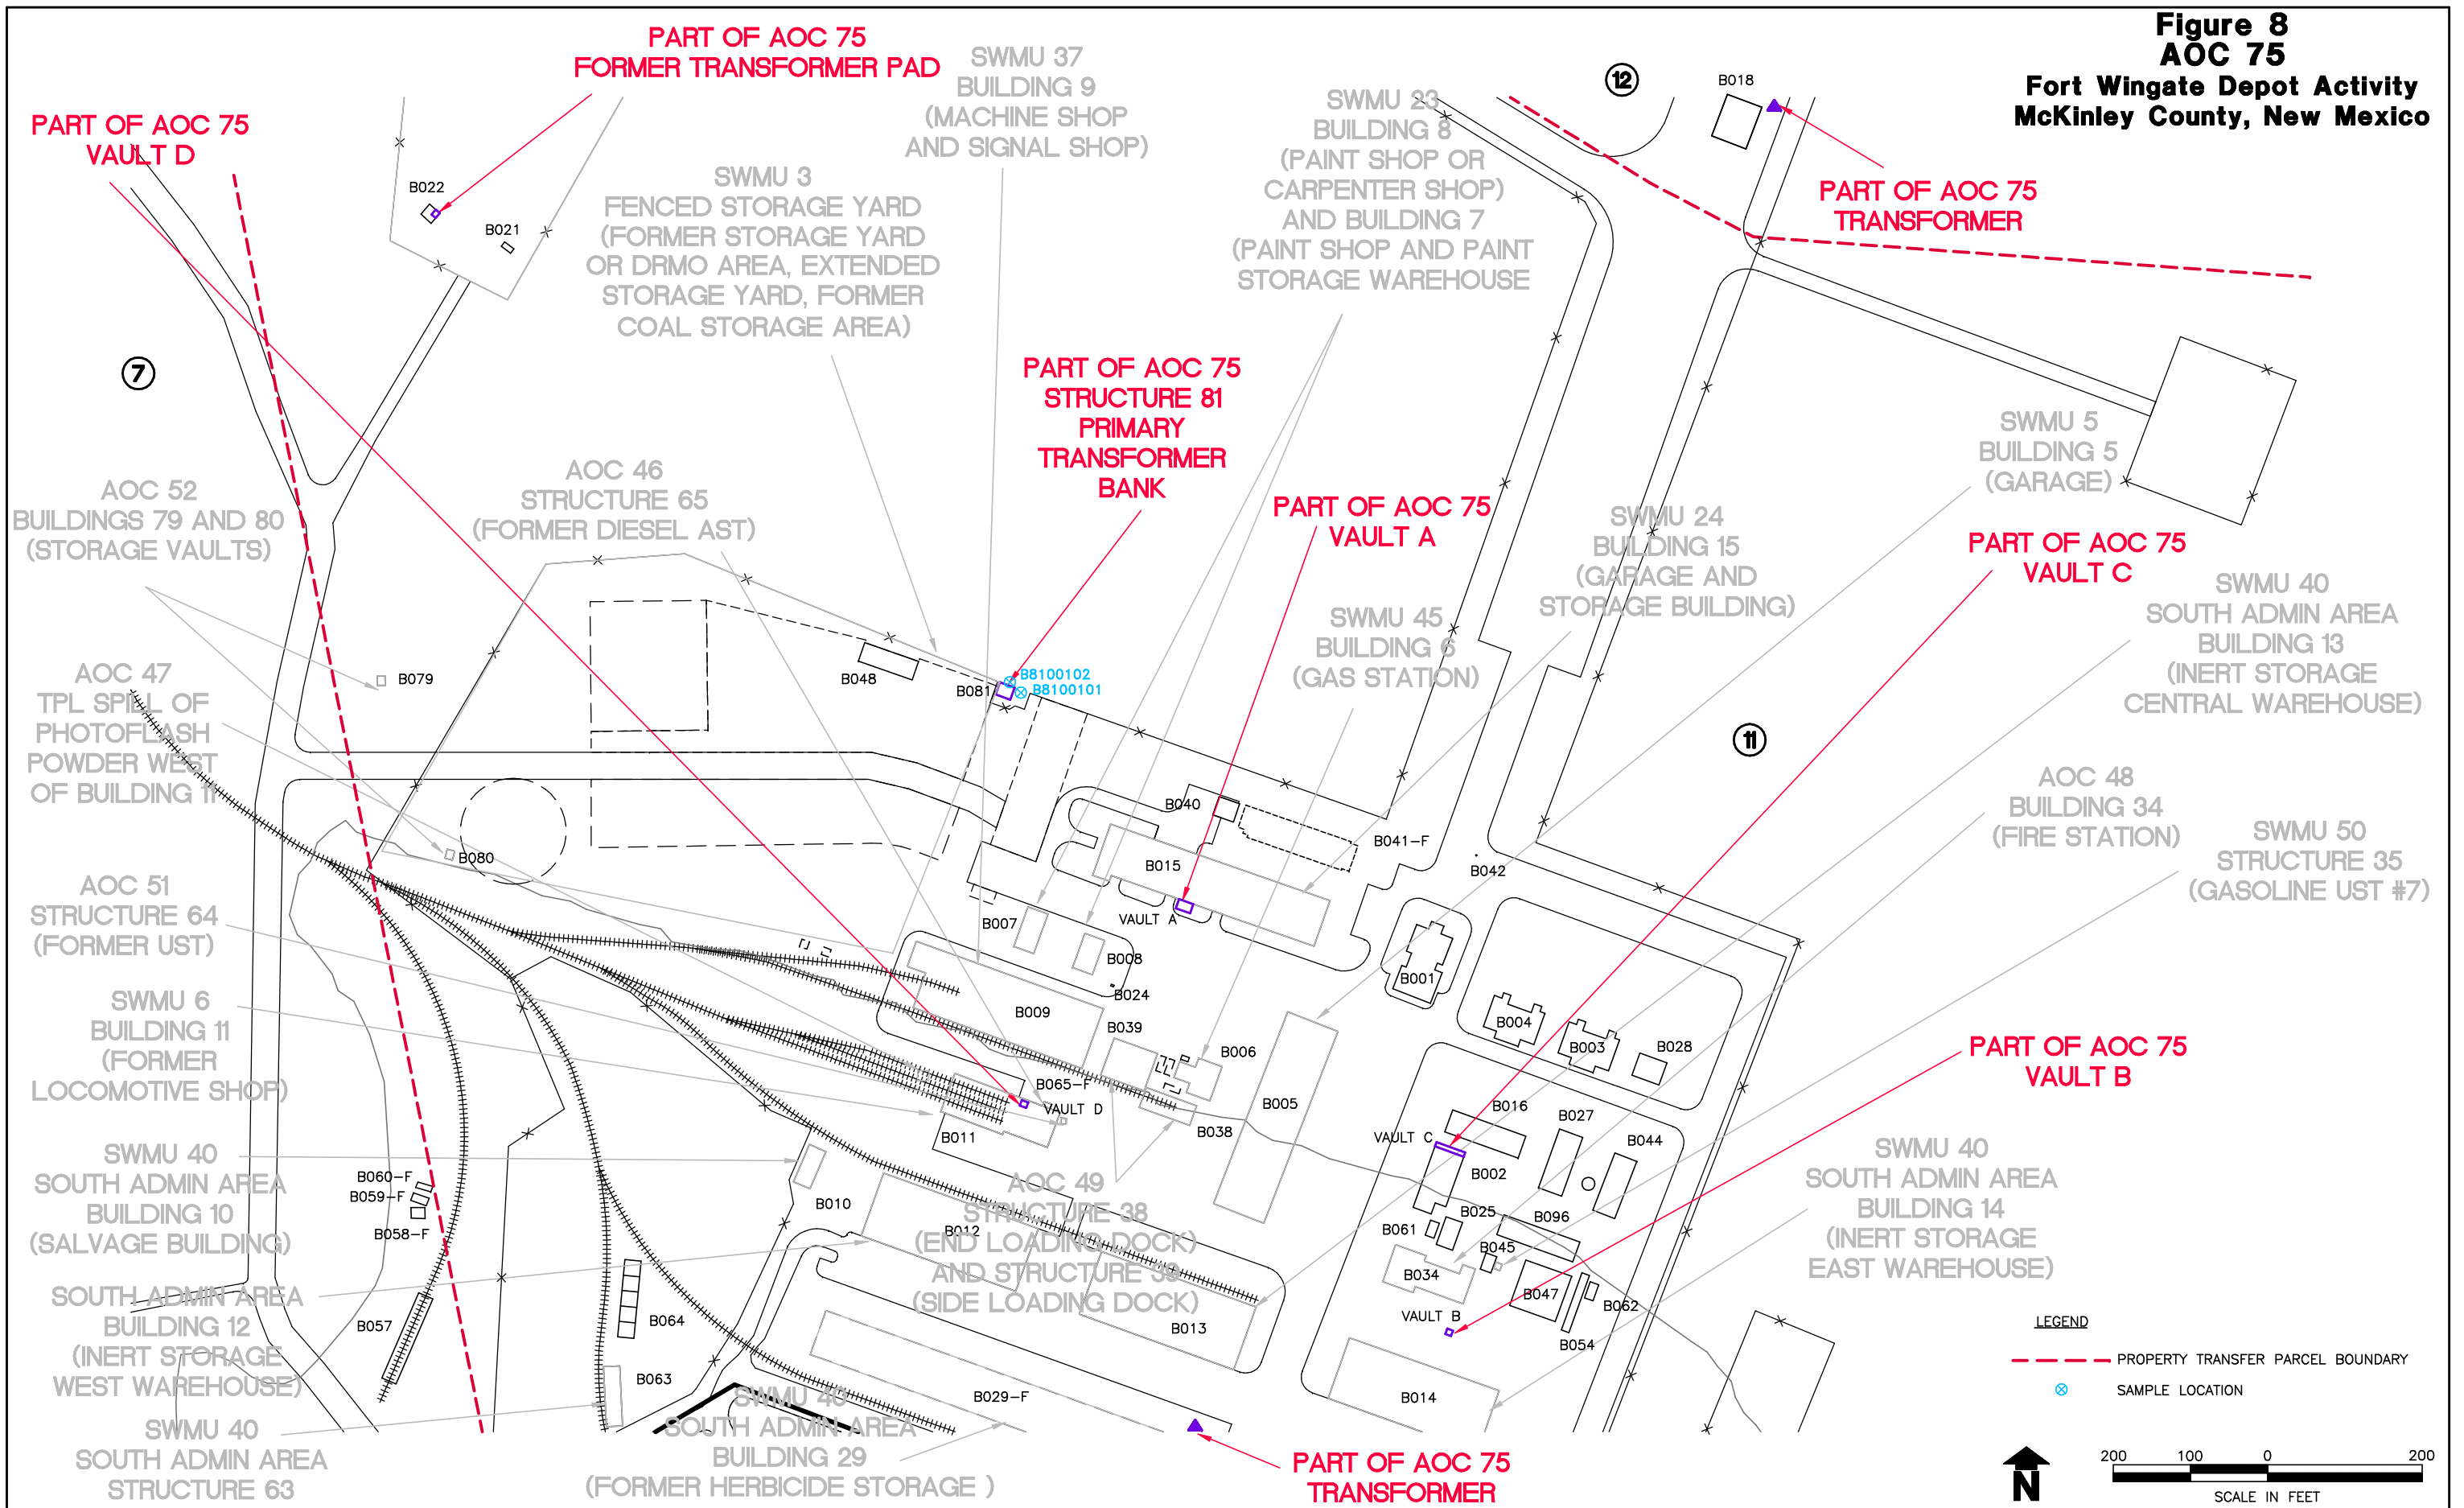 Figure 8
AOC 75
Fort Wingate Depot Activity
McKinley County, New Mexico
PART OF AOC 75
FORMER TRANSFORMER PAD
SWMU 37
BUILDING 9
(MACHINE SHOP
AND SIGNAL SHOP)
12
B018
PART OF AOC 75
VAULT D
SWMU 23
BUILDING 8
(PAINT SHOP OR
CARPENTER SHOP)
AND BUILDING 7
(PAINT SHOP AND PAINT
STORAGE WAREHOUSE
PART OF AOC 75
TRANSFORMER
B022
B021
SWMU 3
FENCED STORAGE YARD
(FORMER STORAGE YARD
OR DRMO AREA, EXTENDED
STORAGE YARD, FORMER
COAL STORAGE AREA)
7
PART OF AOC 75
STRUCTURE 81
PRIMARY
TRANSFORMER
BANK
SWMU 5
BUILDING 5
(GARAGE)
AOC 52
BUILDINGS 79 AND 80
(STORAGE VAULTS)
AOC 46
STRUCTURE 65
(FORMER DIESEL AST)
PART OF AOC 75
VAULT A
SWMU 24
BUILDING 15
(GARAGE AND
STORAGE BUILDING)
PART OF AOC 75
VAULT C
SWMU 40
SOUTH ADMIN AREA
BUILDING 13
(INERT STORAGE
CENTRAL WAREHOUSE)
SWMU 45
BUILDING 6
(GAS STATION)
AOC 47
TPL SPILL OF
PHOTOFLASH
POWDER WEST
OF BUILDING 11
B079
B048
B081
B8100102
B8100101
11
AOC 48
BUILDING 34
(FIRE STATION)
SWMU 50
STRUCTURE 35
(GASOLINE UST #7)
B040
B041-F
B015
B042
B080
VAULT A
B007
B008
B024
B001
AOC 51
STRUCTURE 64
(FORMER UST)
B009
B039
B006
B004
B003
B028
SWMU 6
BUILDING 11
(FORMER
LOCOMOTIVE SHOP)
B065-F
VAULT D
B011
B038
B005
B016
B027
B044
VAULT C
B002
PART OF AOC 75
VAULT B
SWMU 40
SOUTH ADMIN AREA
BUILDING 10
(SALVAGE BUILDING)
B060-F
B059-F
B058-F
B010
B012
AOC 49
STRUCTURE 38
(END LOADING DOCK)
AND STRUCTURE 39
(SIDE LOADING DOCK)
B025
B061
B096
B045
B034
B047
B062
B054
VAULT B
SWMU 40
SOUTH ADMIN AREA
BUILDING 14
(INERT STORAGE
EAST WAREHOUSE)
SOUTH ADMIN AREA
BUILDING 12
(INERT STORAGE
WEST WAREHOUSE)
B057
B064
B063
B013
B029-F
B014
SWMU 40
SOUTH ADMIN AREA
STRUCTURE 63
SWMU 40
SOUTH ADMIN AREA
BUILDING 29
(FORMER HERBICIDE STORAGE )
PART OF AOC 75
TRANSFORMER
LEGEND
PROPERTY TRANSFER PARCEL BOUNDARY
SAMPLE LOCATION
N
200 100 0 200
SCALE IN FEET